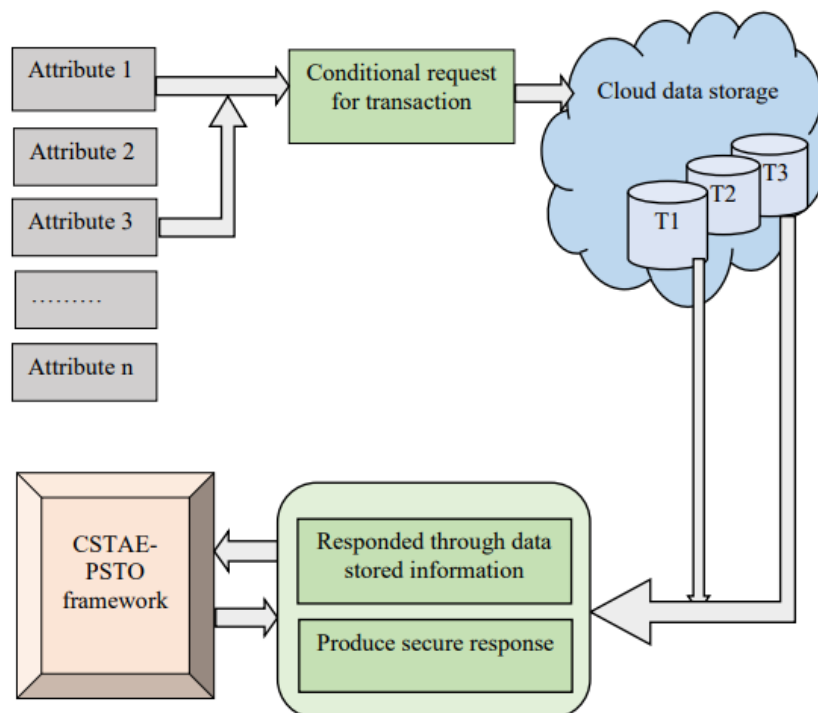 Attribute 1
Attribute 2
Attribute 3
………
Attribute n
Conditional request
for transaction
Cloud data storage
T1
T2
T3
CSTAE-
PSTO
framework
Responded through data
stored information
Produce secure response